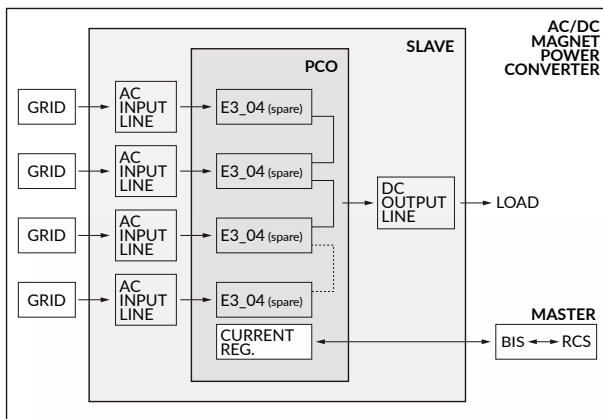 AC/DC
MAGNET
POWER
CONVERTER
SLAVE
PCO
GRID
AC
INPUT
LINE
E3_04 (spare)
GRID
AC
INPUT
LINE
E3_04 (spare)
DC
OUTPUT
LINE
LOAD
GRID
AC
INPUT
LINE
E3_04 (spare)
GRID
AC
INPUT
LINE
E3_04 (spare)
CURRENT
REG.
MASTER
BIS
RCS